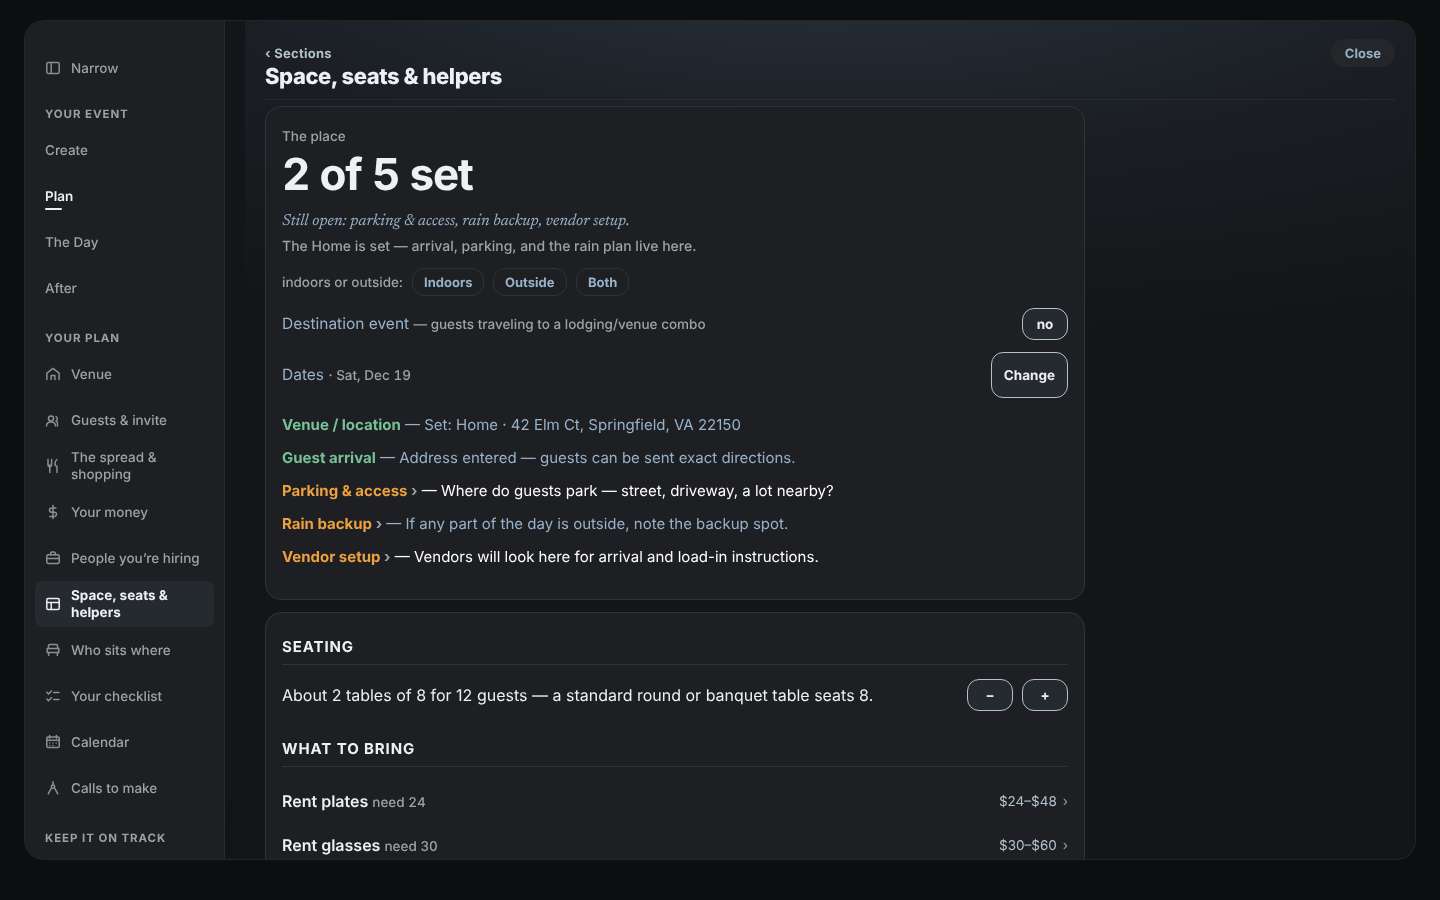 Narrow
YOUR EVENT
Create
Plan
The Day
After
YOUR PLAN
Venue
Guests & invite
The spread &
shopping
Your money
People you’re hiring
Space, seats &
helpers
Who sits where
Your checklist
Calendar
Calls to make
KEEP IT ON TRACK
‹ Sections
Space, seats & helpers
Close
The place
2 of 5 set
Still open: parking & access, rain backup, vendor setup.
The Home is set — arrival, parking, and the rain plan live here.
indoors or outside: Indoors Outside Both
Destination event — guests traveling to a lodging/venue combo no
Dates · Sat, Dec 19 Change
Venue / location — Set: Home · 42 Elm Ct, Springfield, VA 22150
Guest arrival — Address entered — guests can be sent exact directions.
Parking & access › — Where do guests park — street, driveway, a lot nearby?
Rain backup › — If any part of the day is outside, note the backup spot.
Vendor setup › — Vendors will look here for arrival and load-in instructions.
SEATING
About 2 tables of 8 for 12 guests — a standard round or banquet table seats 8. − +
WHAT TO BRING
Rent plates need 24 $24–$48 ›
Rent glasses need 30 $30–$60 ›